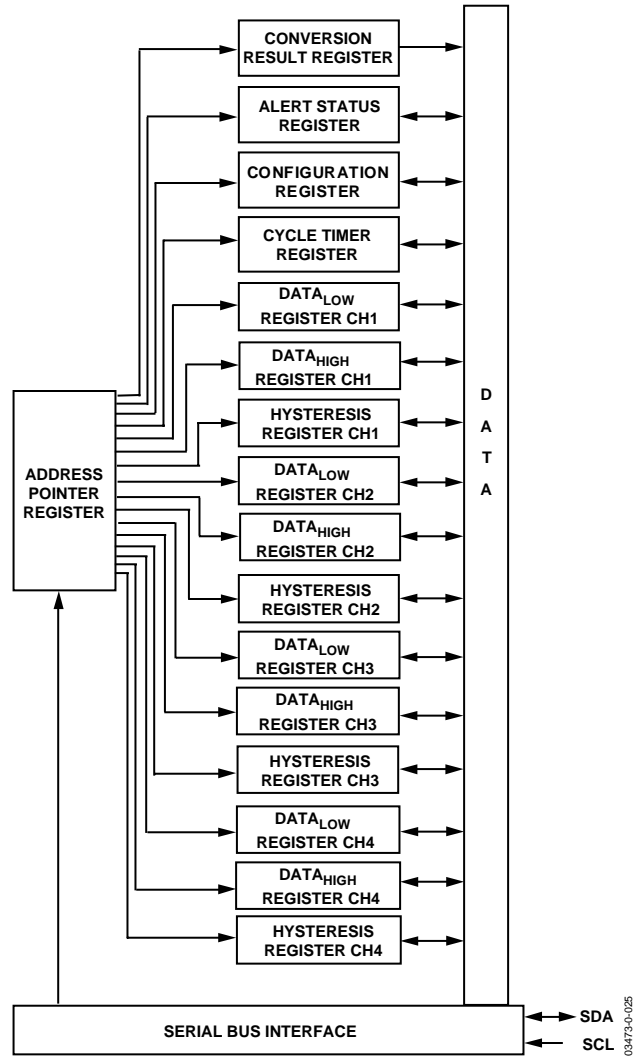 CONVERSION
RESULT REGISTER
ALERT STATUS
REGISTER
CONFIGURATION
REGISTER
CYCLE TIMER
REGISTER
DATALOW
REGISTER CH1
DATAHIGH
REGISTER CH1
HYSTERESIS
REGISTER CH1
DATALOW
REGISTER CH2
DATAHIGH
REGISTER CH2
HYSTERESIS
REGISTER CH2
DATALOW
REGISTER CH3
DATAHIGH
REGISTER CH3
HYSTERESIS
REGISTER CH3
DATALOW
REGISTER CH4
DATAHIGH
REGISTER CH4
HYSTERESIS
REGISTER CH4
ADDRESS
POINTER
REGISTER
D
A
T
A
SERIAL BUS INTERFACE
SDA
SCL
03473-0-025